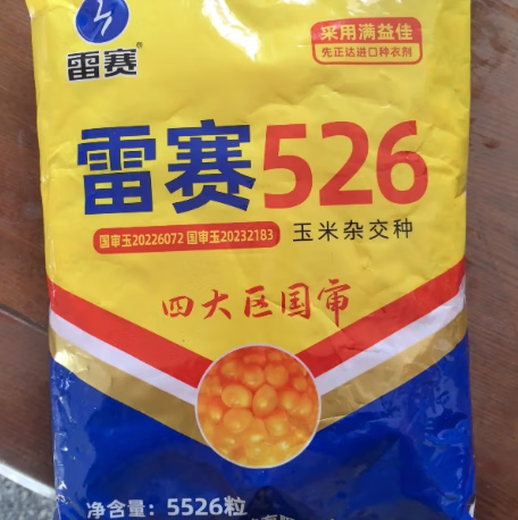 雷赛®
采用满益佳
先正达进口种衣剂
雷赛526
国审玉20226072 国审玉20232183
玉米杂交种
四大区国审
净含量：5526粒